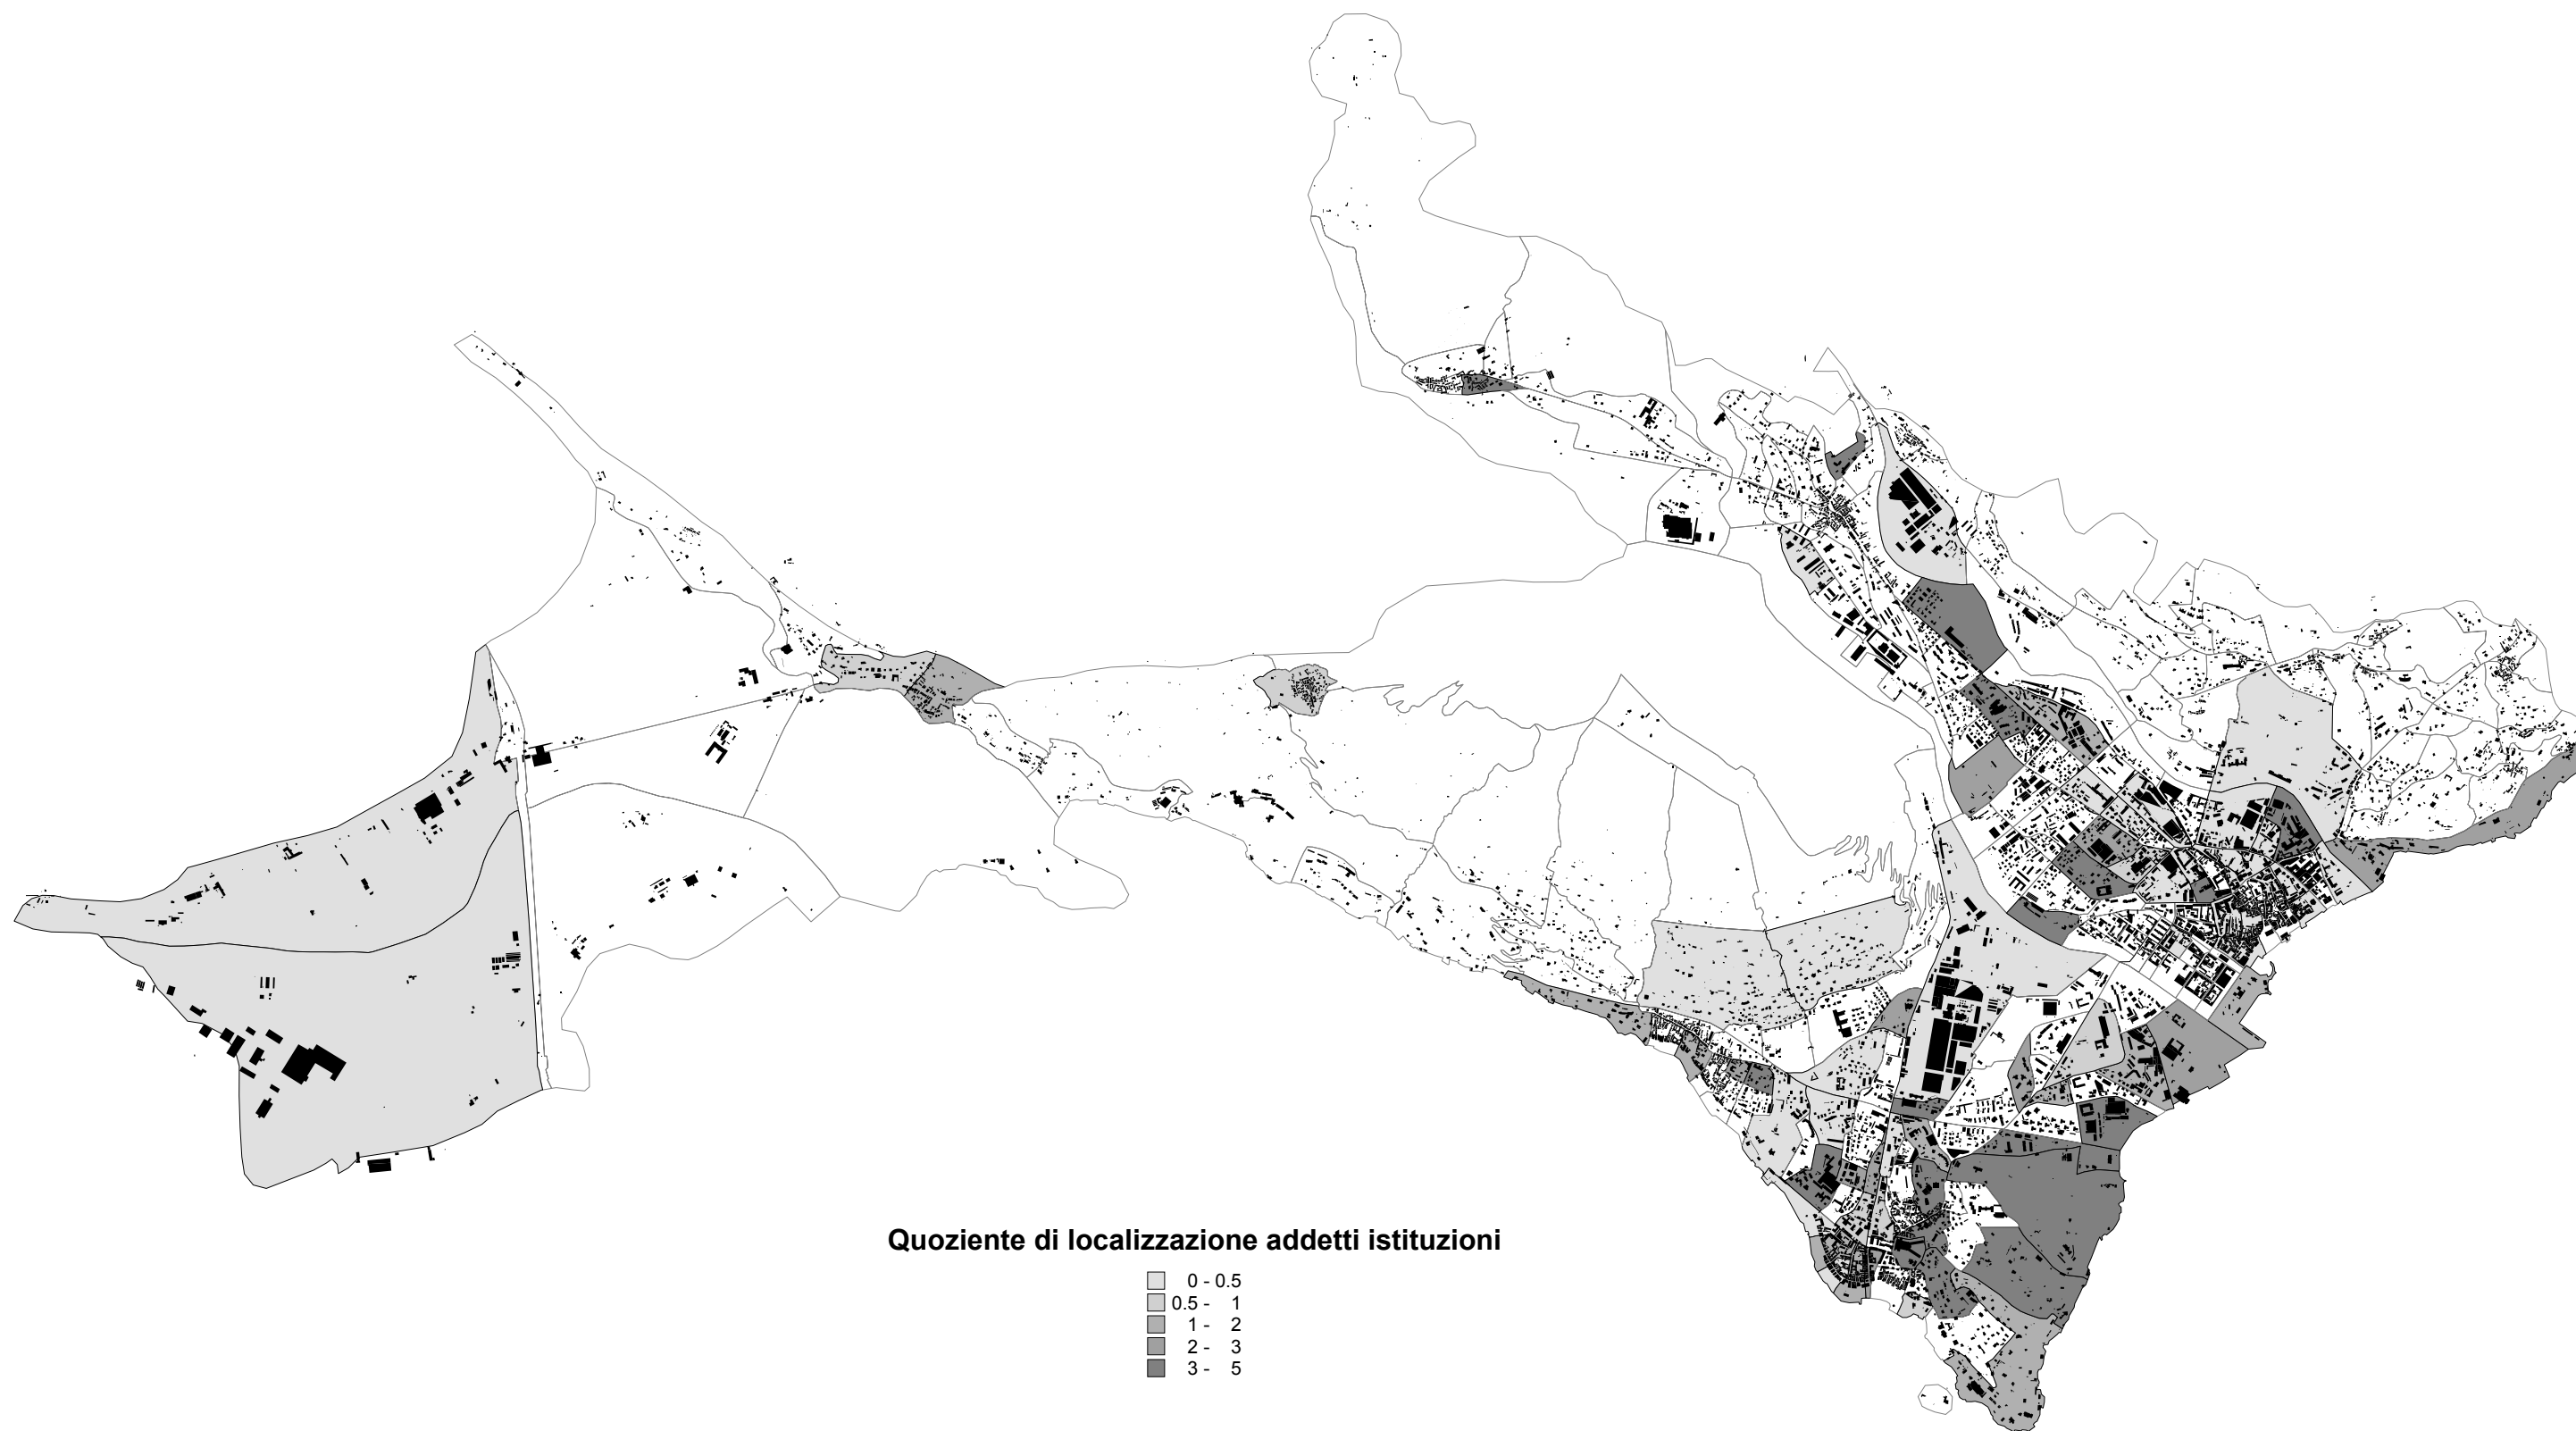 Quoziente di localizzazione addetti istituzioni
0 - 0.5
0.5 - 1
1 - 2
2 - 3
3 - 5